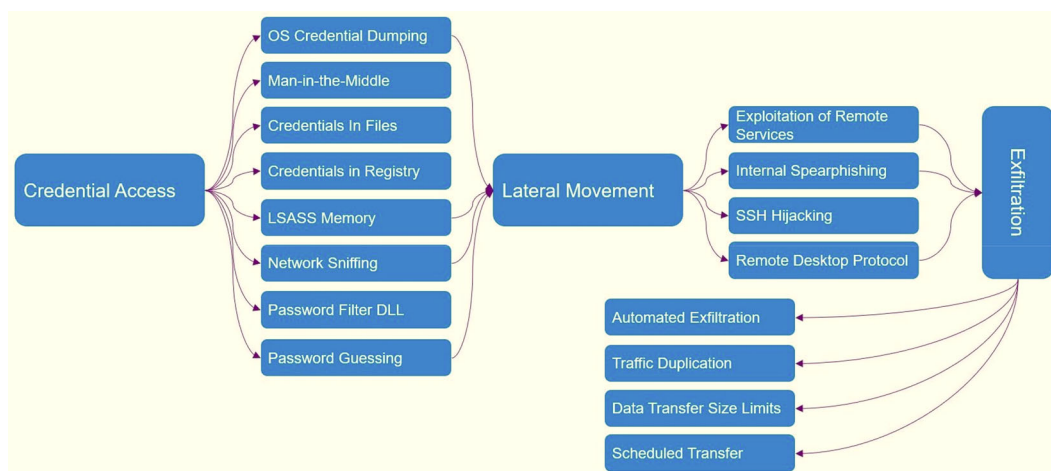 Credential Access
OS Credential Dumping
Man-in-the-Middle
Credentials In Files
Credentials in Registry
LSASS Memory
Network Sniffing
Password Filter DLL
Password Guessing
Lateral Movement
Exploitation of Remote
Services
Internal Spearphishing
SSH Hijacking
Remote Desktop Protocol
Exfiltration
Automated Exfiltration
Traffic Duplication
Data Transfer Size Limits
Scheduled Transfer